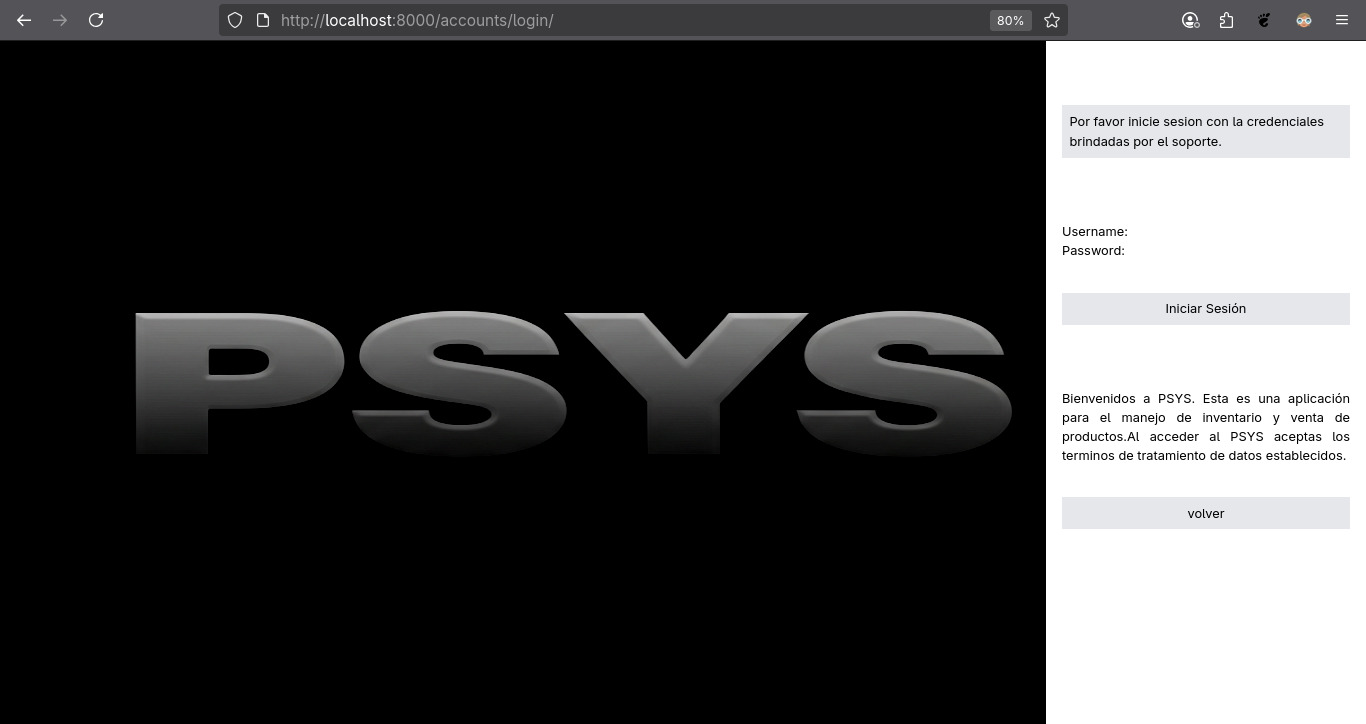 http://localhost:8000/accounts/login/
80%
PSYS
Por favor inicie sesion con la credenciales
brindadas por el soporte.
Username:
Password:
Iniciar Sesión
Bienvenidos a PSYS. Esta es una aplicación
para el manejo de inventario y venta de
productos.Al acceder al PSYS aceptas los
terminos de tratamiento de datos establecidos.
volver